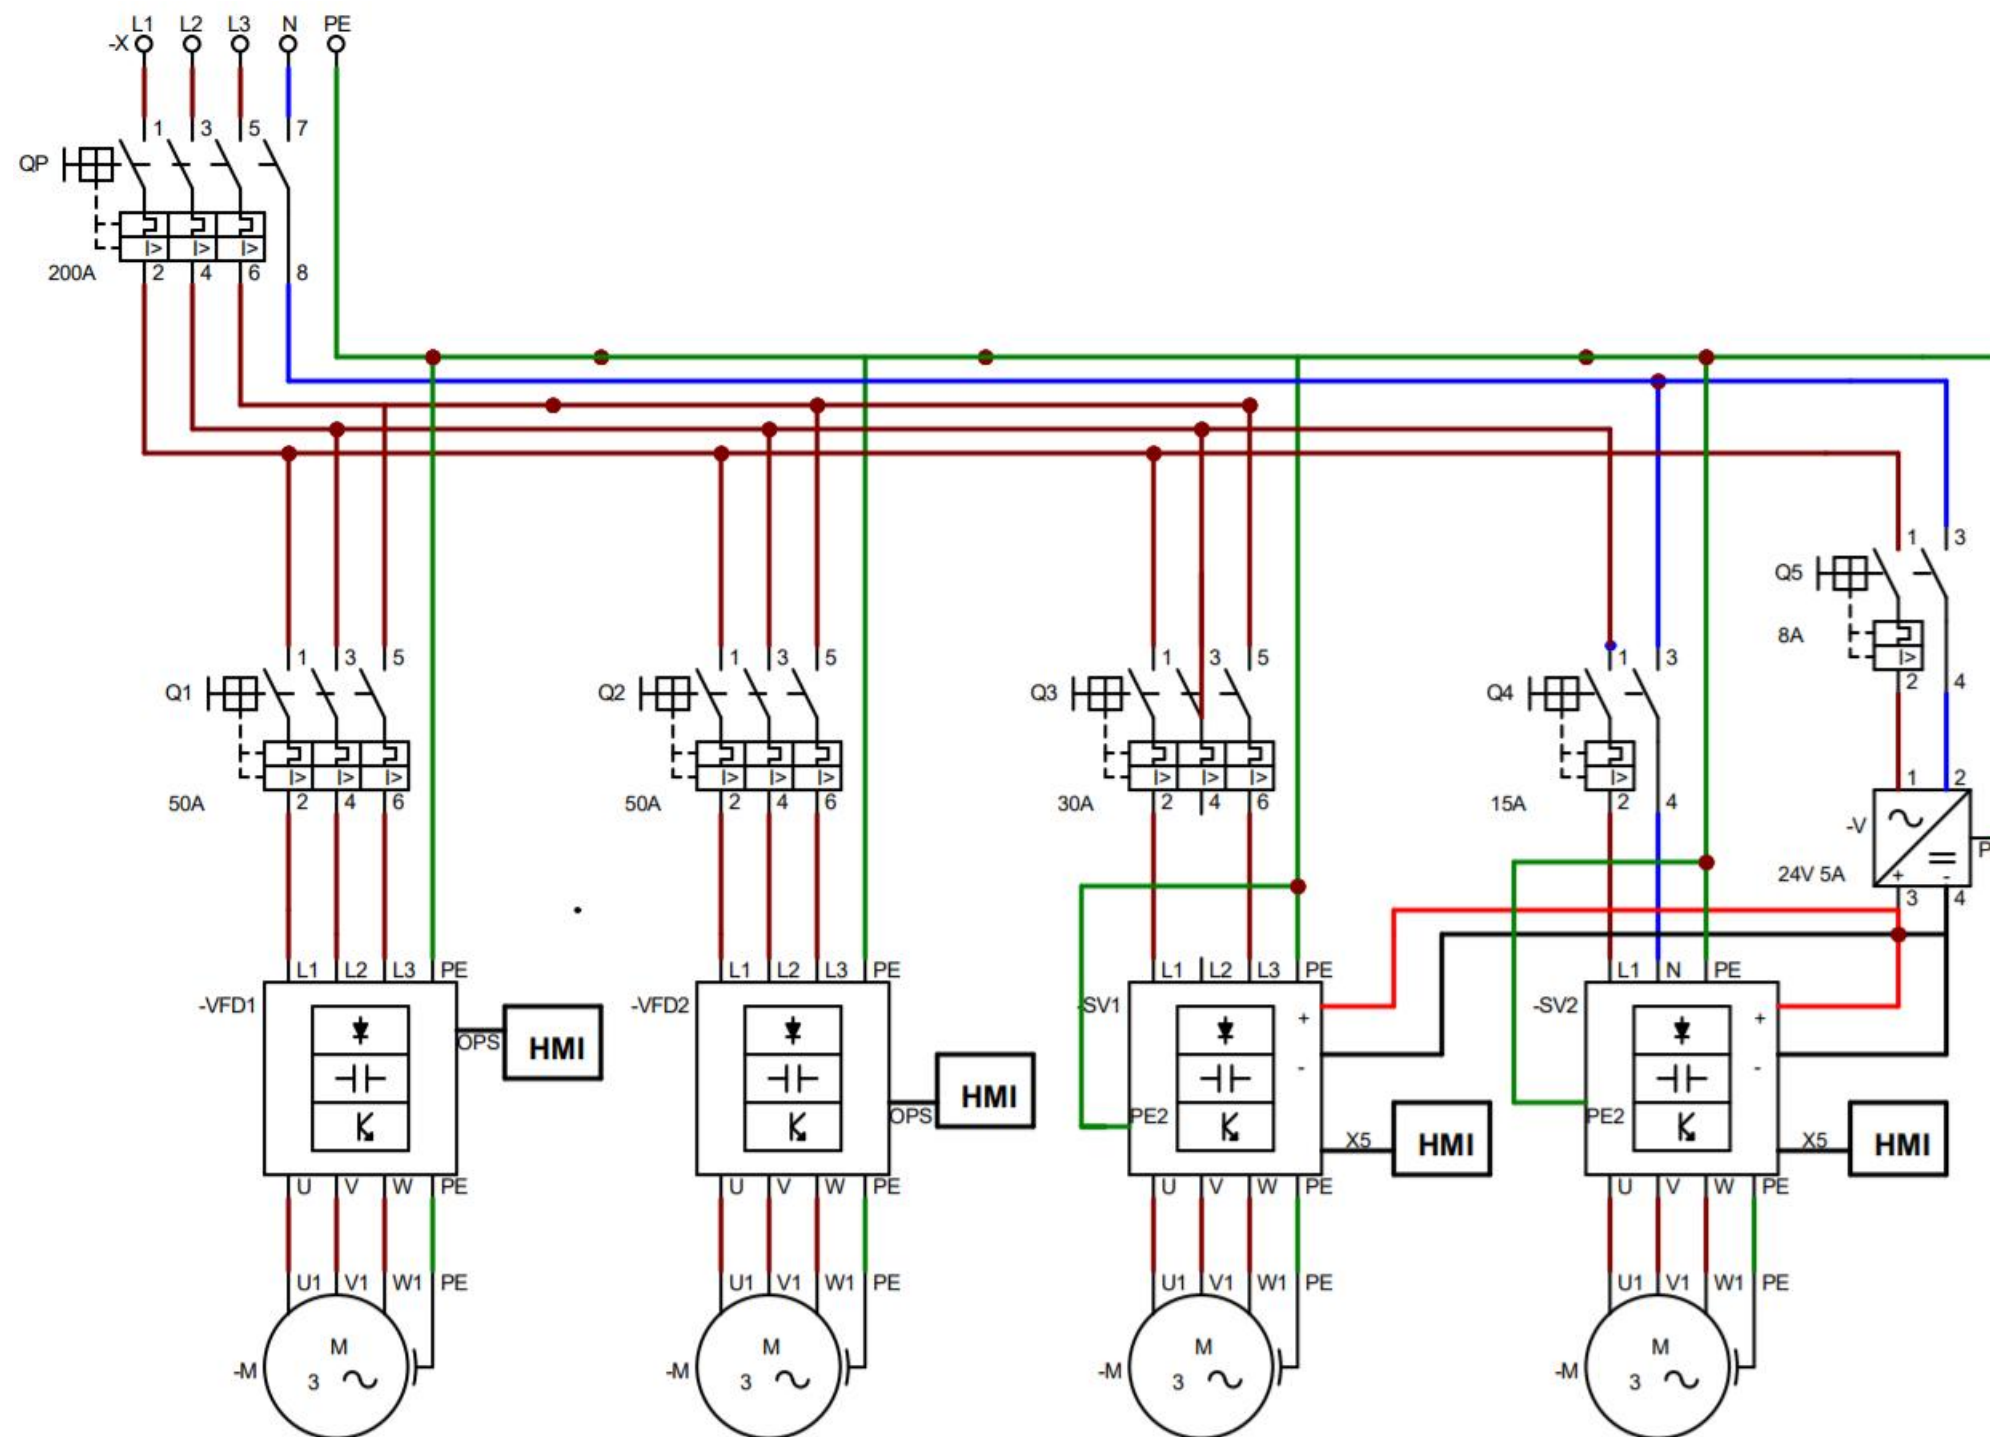 L1 L2 L3 N PE
-X
1 3 5 7
QP
I> I> I>
200A 2 4 6 8
1 3
Q5
8A
I>
2 4
1 3 5 1 3 5 1 3 5 1 3
Q1 Q2 Q3 Q4
I> I> I> I> I> I> I> I> I> I>
50A 2 4 6 50A 2 4 6 30A 2 4 6 15A 2 4
1 2
-V
P
24V 5A + -
3 4
L1 L2 L3 PE L1 L2 L3 PE L1 L2 L3 PE L1 N PE
-VFD1 -VFD2 -SV1 + -SV2 +
OPS HMI
- -
OPS HMI
PE2 PE2
X5 HMI X5 HMI
U V W PE U V W PE U V W PE U V W PE
U1 V1 W1 PE U1 V1 W1 PE U1 V1 W1 PE U1 V1 W1 PE
M M M M
-M 3 -M 3 -M 3 -M 3